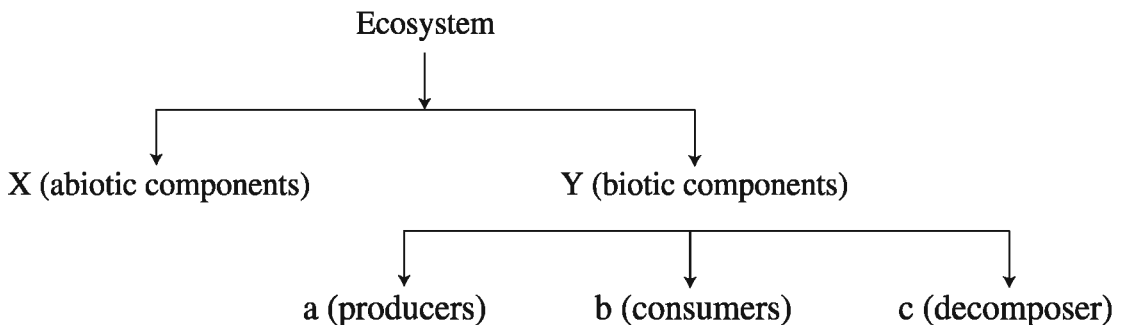 Ecosystem
X (abiotic components) Y (biotic components)
a (producers) b (consumers) c (decomposer)